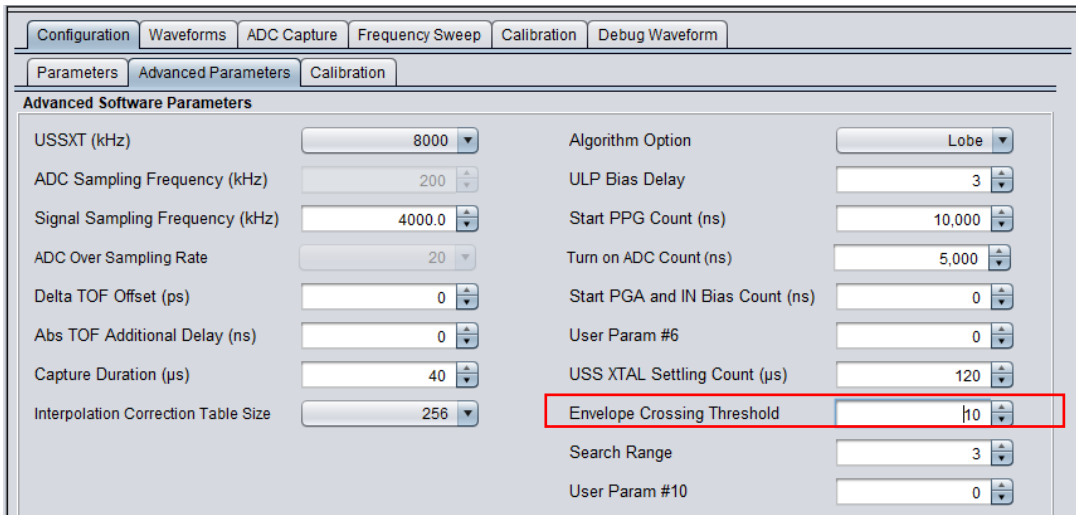 Configuration Waveforms ADC Capture Frequency Sweep Calibration Debug Waveform
Parameters Advanced Parameters Calibration
Advanced Software Parameters
USSXT (kHz) 8000
ADC Sampling Frequency (kHz) 200
Signal Sampling Frequency (kHz) 4000.0
ADC Over Sampling Rate 20
Delta TOF Offset (ps) 0
Abs TOF Additional Delay (ns) 0
Capture Duration (µs) 40
Interpolation Correction Table Size 256
Algorithm Option Lobe
ULP Bias Delay 3
Start PPG Count (ns) 10,000
Turn on ADC Count (ns) 5,000
Start PGA and IN Bias Count (ns) 0
User Param #6 0
USS XTAL Settling Count (µs) 120
Envelope Crossing Threshold 10
Search Range 3
User Param #10 0